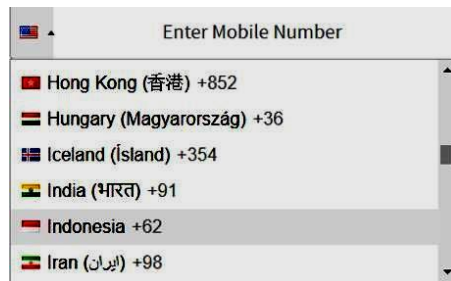 Enter Mobile Number
Hong Kong (香港) +852
Hungary (Magyarország) +36
Iceland (Ísland) +354
India (भारत) +91
Indonesia +62
Iran (ایران) +98